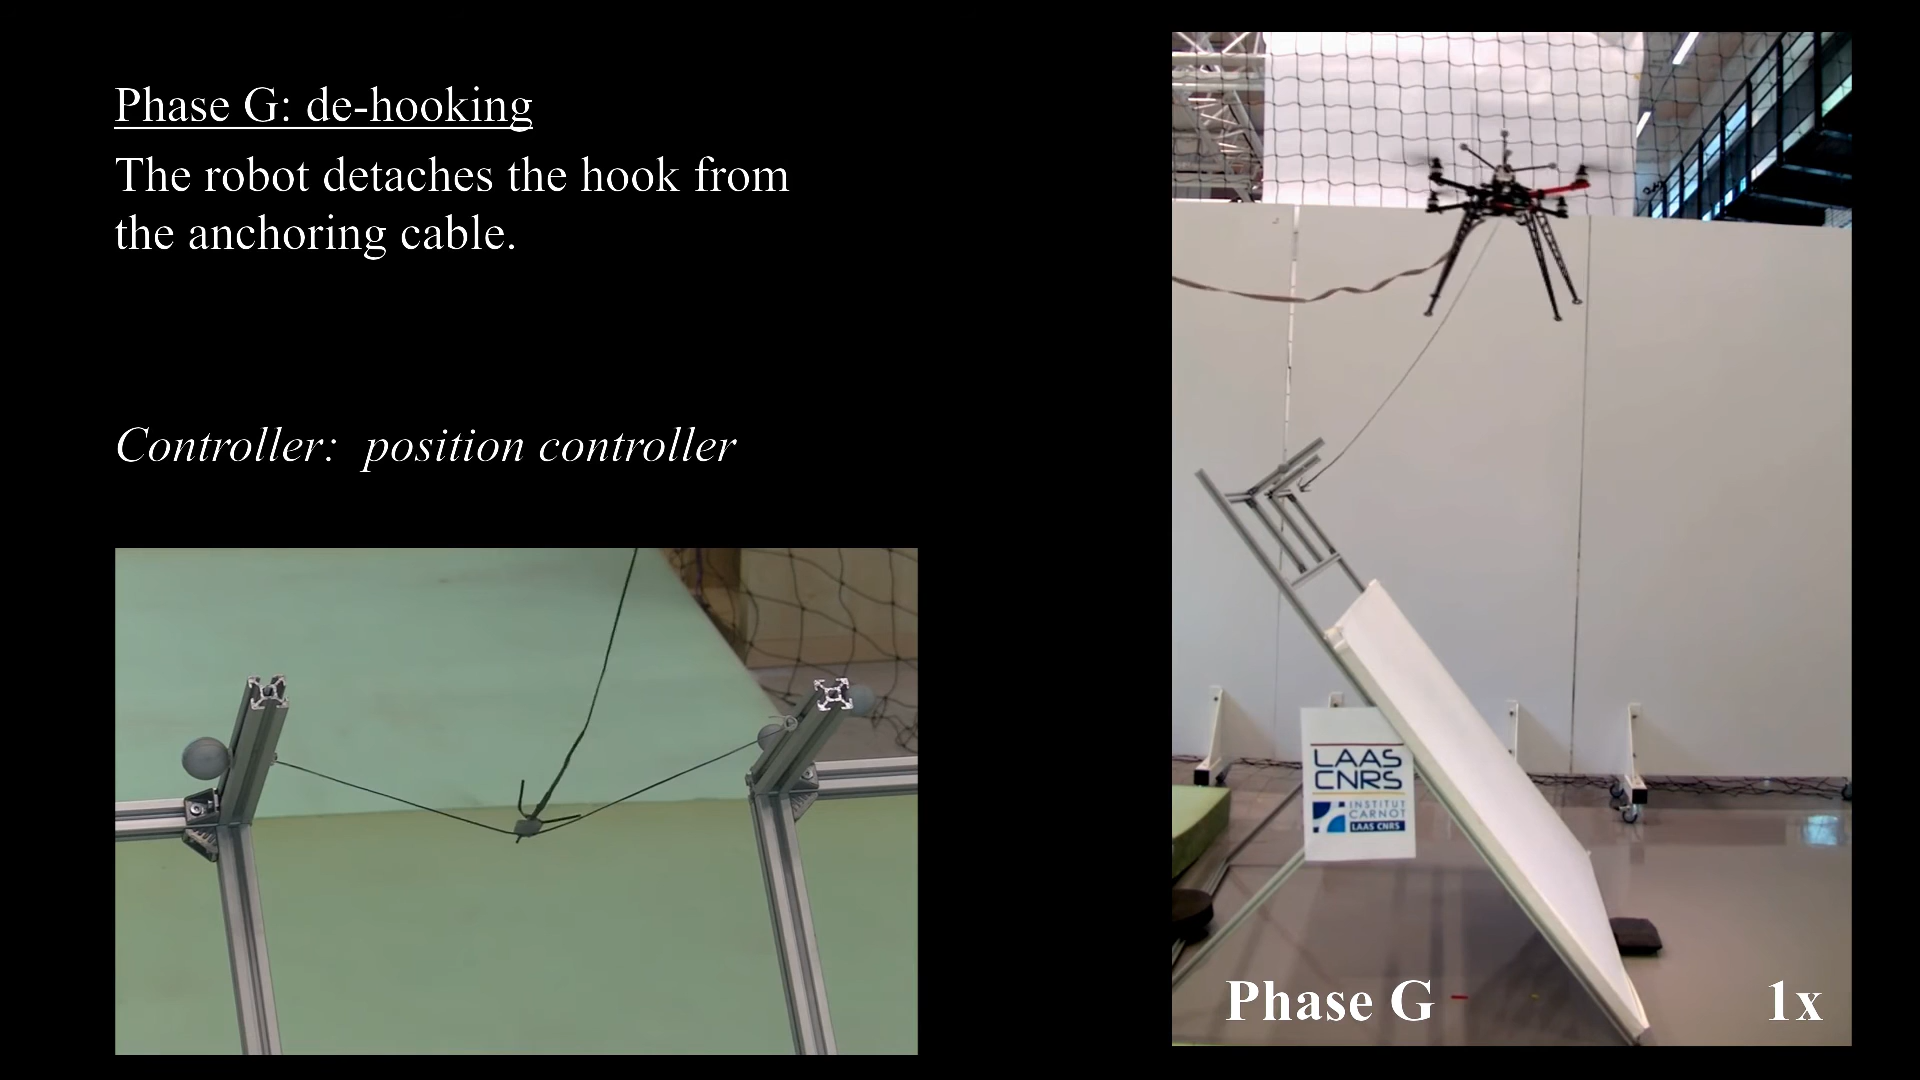 Phase G: de-hooking
The robot detaches the hook from
the anchoring cable.
Controller: position controller
LAAS
CNRS
INSTITUT
CARNOT
LAAS CNRS
Phase G
1x